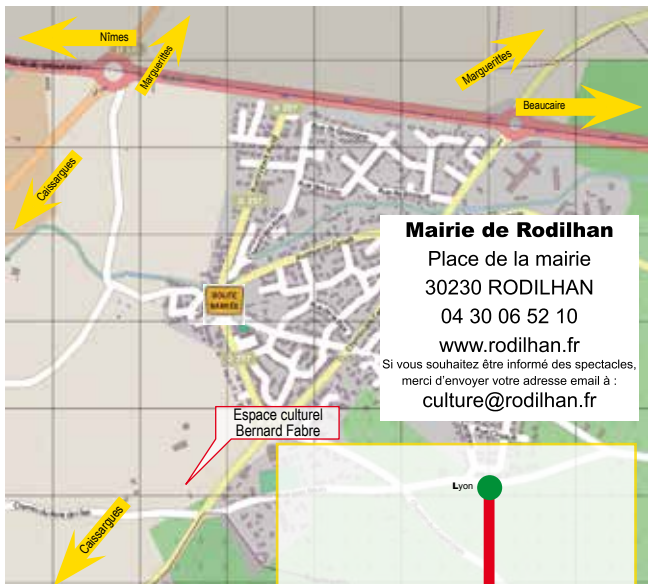 Nîmes
Marguerittes
Marguerittes
Beaucaire
Caissargues
Mairie de Rodilhan
Place de la mairie
30230 RODILHAN
04 30 06 52 10
www.rodilhan.fr
Si vous souhaitez être informé des spectacles,
merci d'envoyer votre adresse email à :
culture@rodilhan.fr
ROUTE
BARRÉE
Espace culturel
Bernard Fabre
Lyon
Caissargues